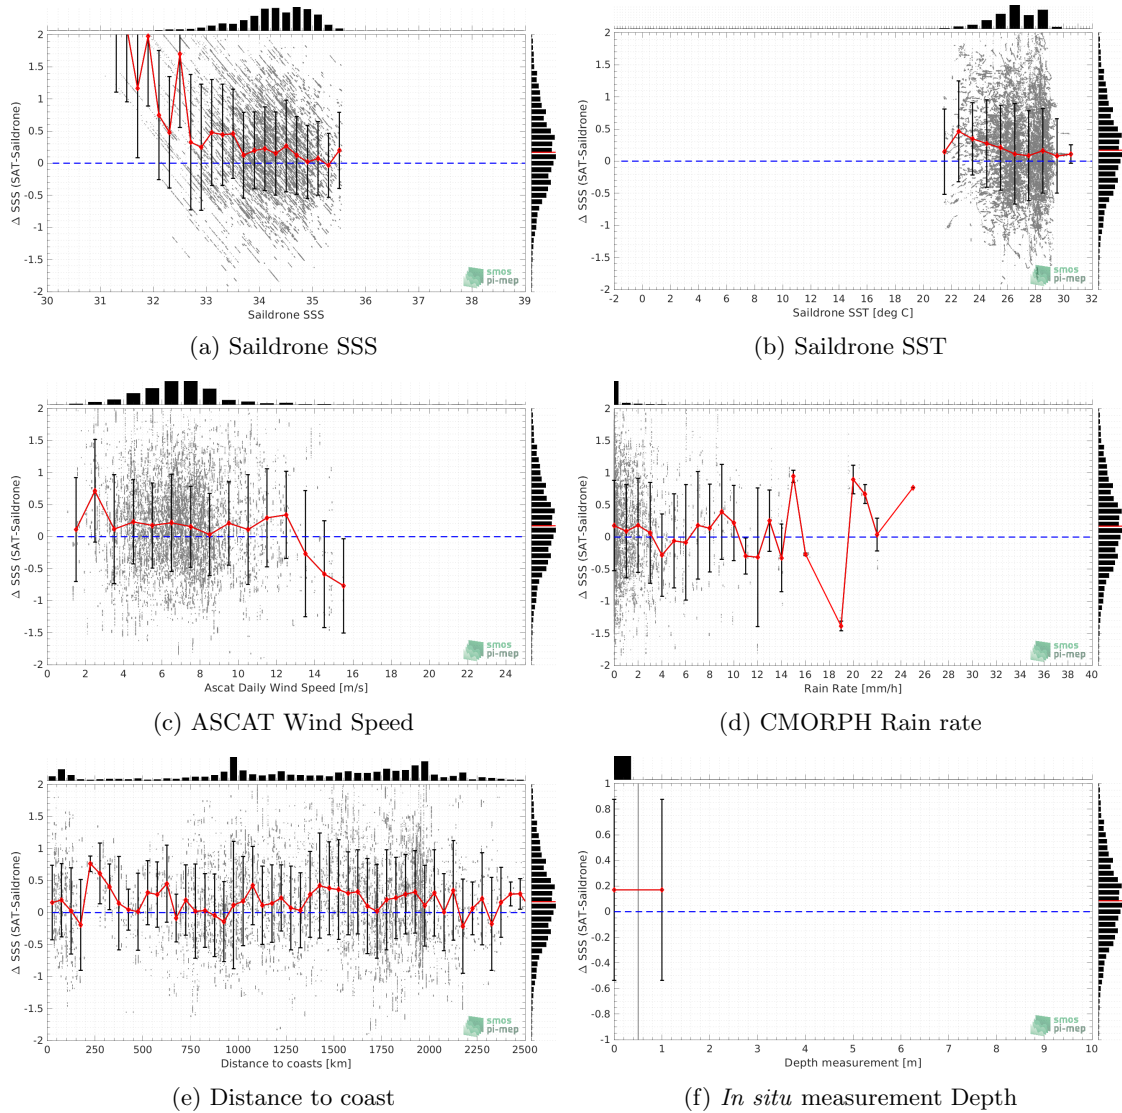 2
1.5
1
0.5
0
-0.5
-1
-1.5
-2
Δ SSS (SAT-Saildrone)
30 31 32 33 34 35 36 37 38 39
Saildrone SSS
smos
pi-mep
(a) Saildrone SSS
2
1.5
1
0.5
0
-0.5
-1
-1.5
-2
Δ SSS (SAT-Saildrone)
-2 0 2 4 6 8 10 12 14 16 18 20 22 24 26 28 30 32
Saildrone SST [deg C]
smos
pi-mep
(b) Saildrone SST
2
1.5
1
0.5
0
-0.5
-1
-1.5
-2
Δ SSS (SAT-Saildrone)
0 2 4 6 8 10 12 14 16 18 20 22 24
Ascat Daily Wind Speed [m/s]
smos
pi-mep
(c) ASCAT Wind Speed
2
1.5
1
0.5
0
-0.5
-1
-1.5
-2
Δ SSS (SAT-Saildrone)
0 2 4 6 8 10 12 14 16 18 20 22 24 26 28 30 32 34 36 38 40
Rain Rate [mm/h]
smos
pi-mep
(d) CMORPH Rain rate
2
1.5
1
0.5
0
-0.5
-1
-1.5
-2
Δ SSS (SAT-Saildrone)
0 250 500 750 1000 1250 1500 1750 2000 2250 2500
Distance to coasts [km]
smos
pi-mep
(e) Distance to coast
1
0.8
0.6
0.4
0.2
0
-0.2
-0.4
-0.6
-0.8
-1
Δ SSS (SAT-Saildrone)
0 1 2 3 4 5 6 7 8 9 10
Depth measurement [m]
smos
pi-mep
(f) In situ measurement Depth